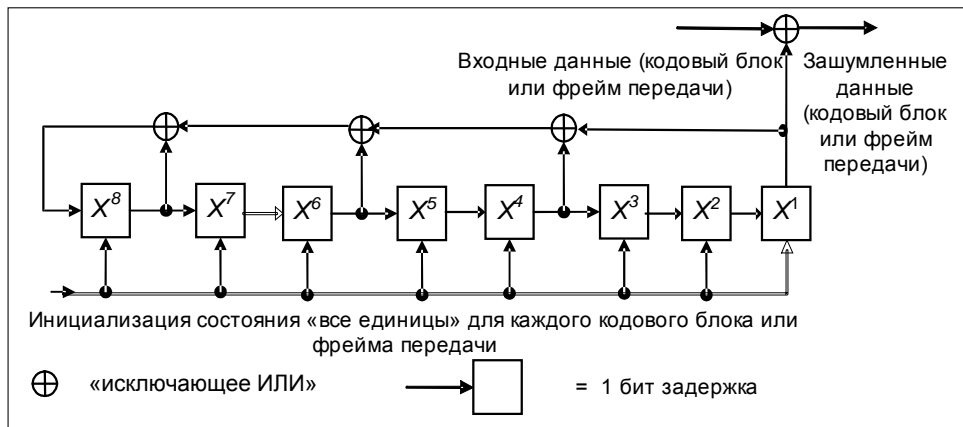 Входные данные (кодовый блок
или фрейм передачи)
Зашумленные
данные
(кодовый блок
или фрейм
передачи)
X⁸ X⁷ X⁶ X⁵ X⁴ X³ X² X¹
Инициализация состояния «все единицы» для каждого кодового блока или
фрейма передачи
«исключающее ИЛИ»
= 1 бит задержка